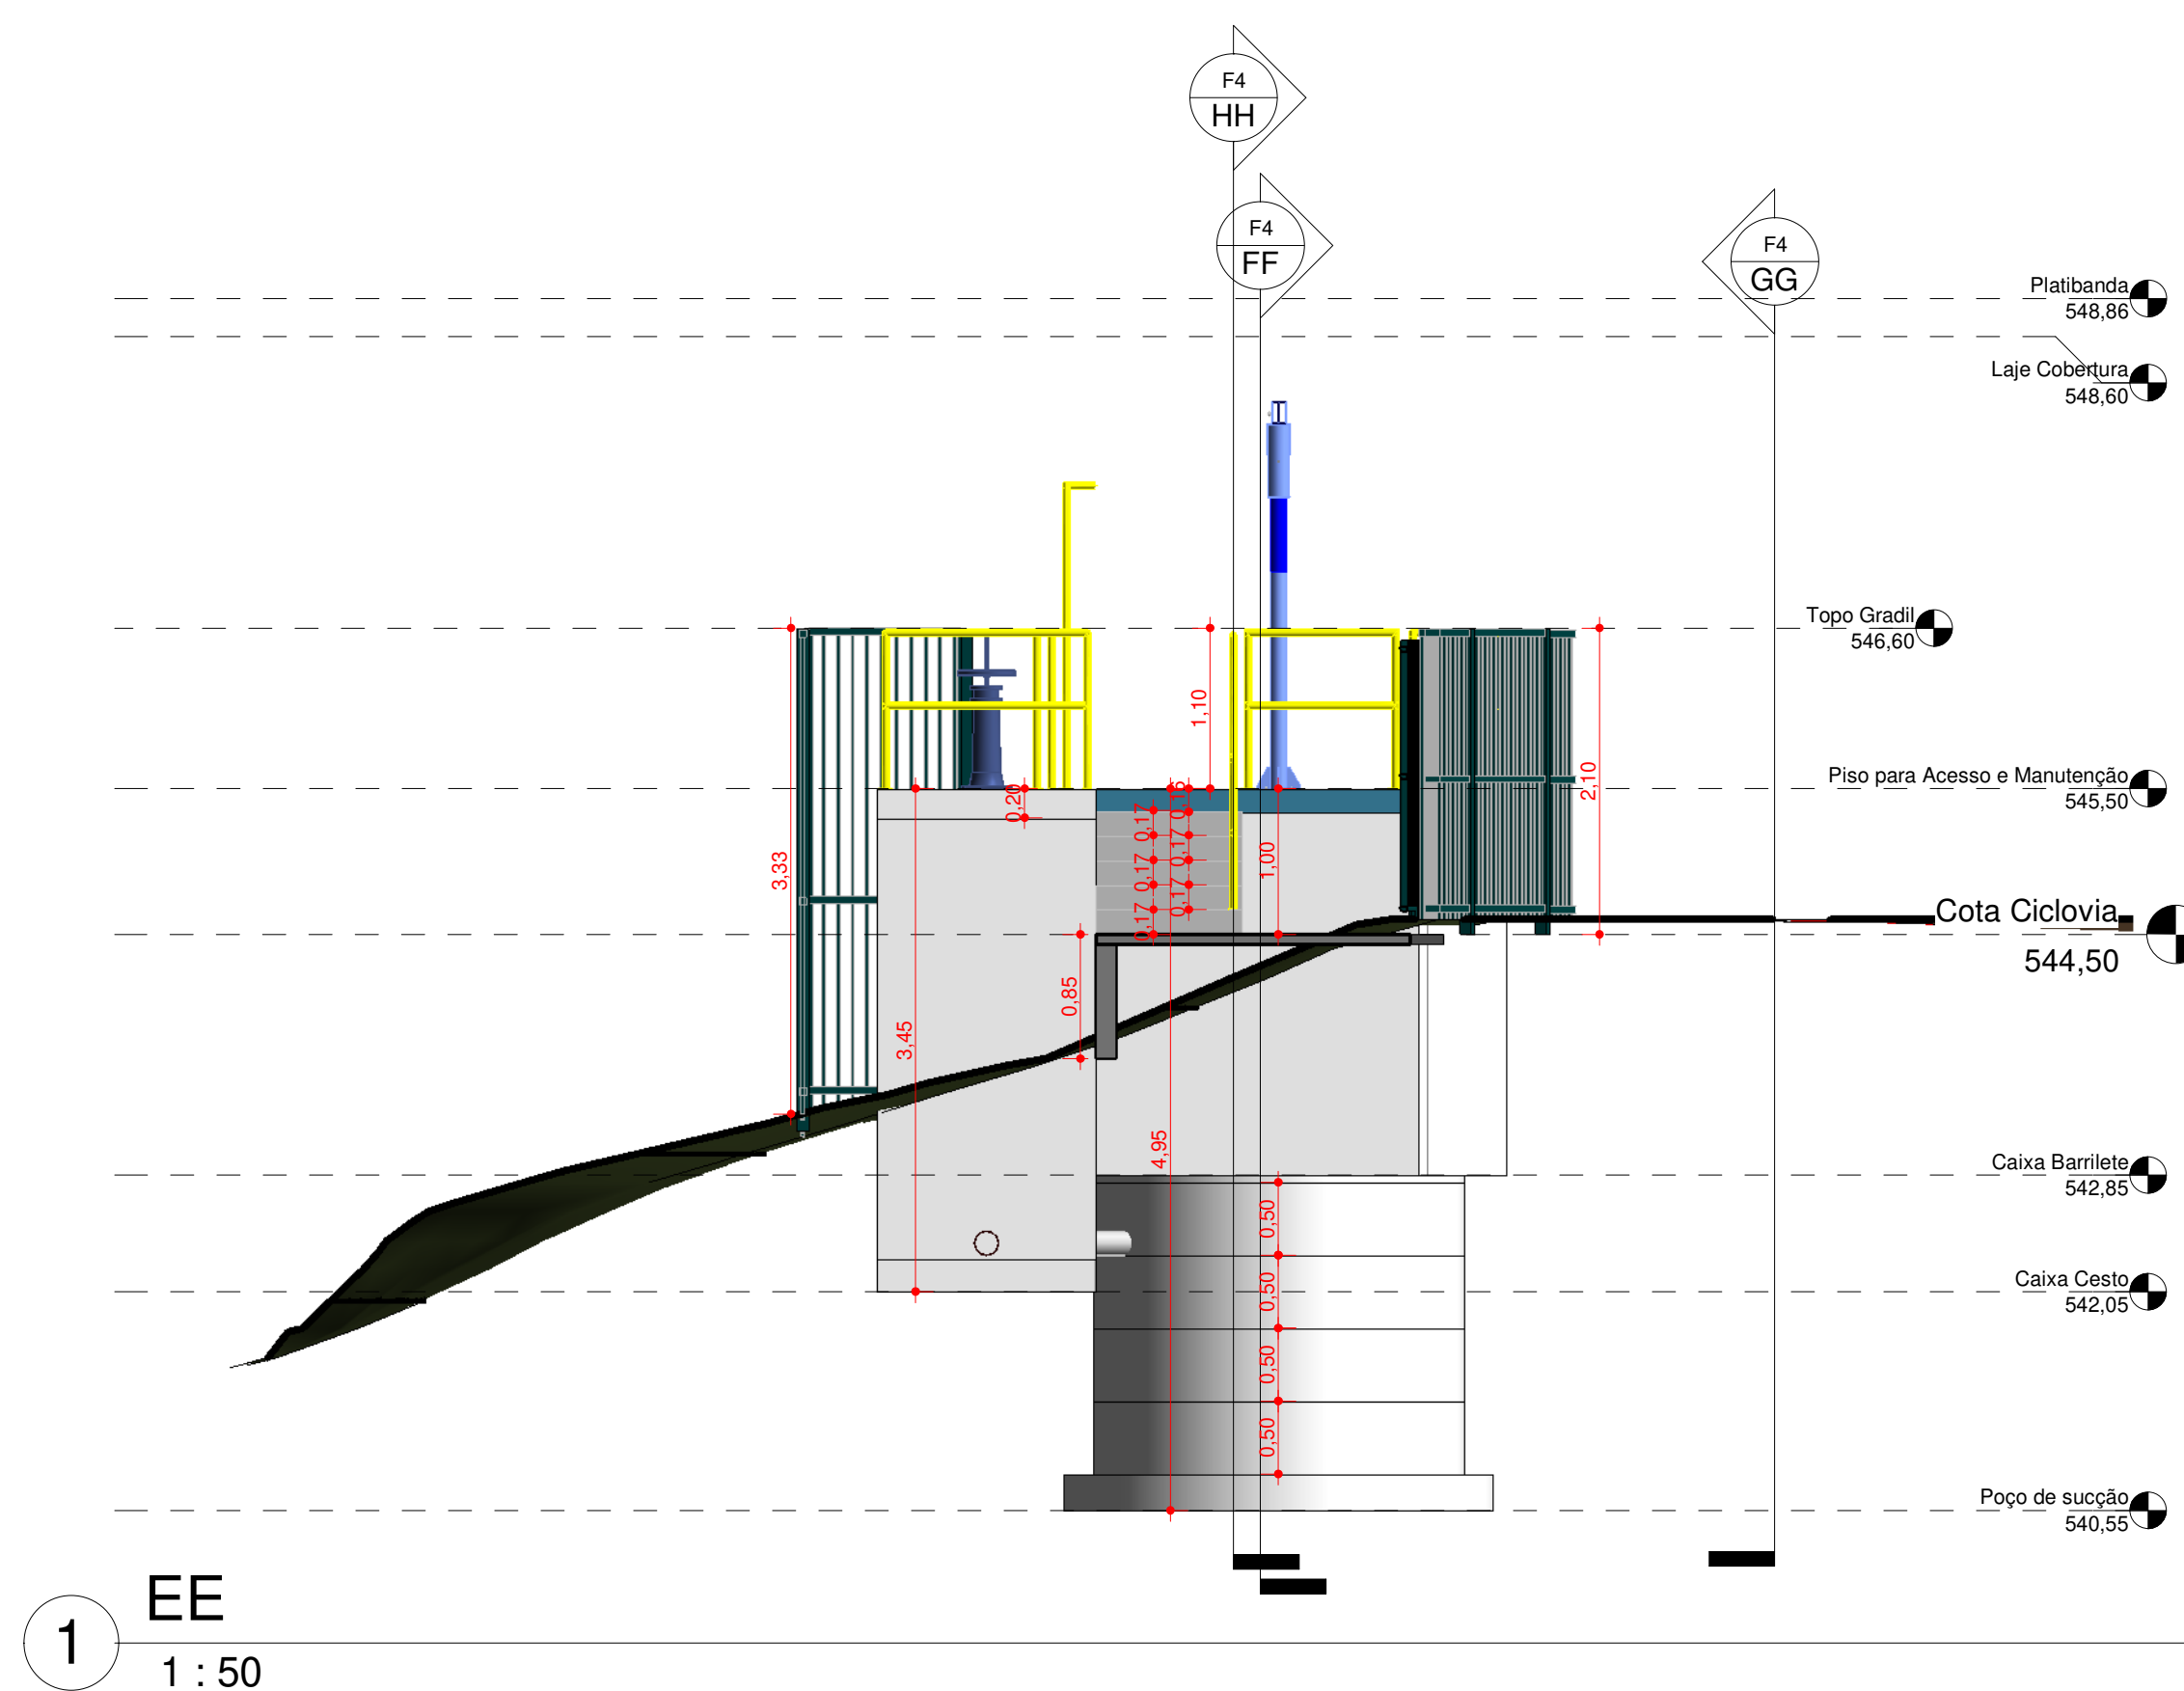 F4
HH
F4
FF
F4
GG
Platibanda
548,86
Laje Cobertura
548,60
Topo Gradil
546,60
1,10
Piso para Acesso e Manutenção
545,50
2,10
0,20
0,16
0,17
0,17
0,17
0,17
0,17
1,00
3,33
Cota Ciclovia
544,50
0,85
3,45
4,95
Caixa Barrilete
542,85
0,50
Caixa Cesto
542,05
0,50
0,50
0,50
Poço de sucção
540,55
1
EE
1 : 50